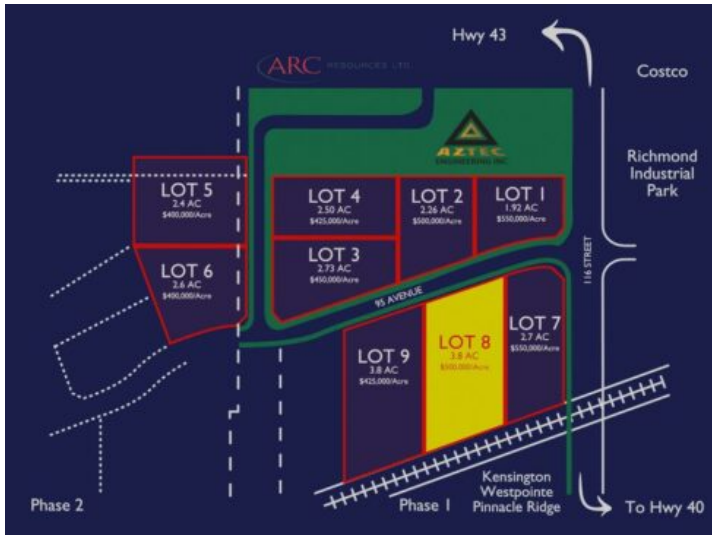 Hwy 43
ARC RESOURCES LTD
Costco
AZTEC
ENGINEERING INC
Richmond
Industrial
Park
LOT 5
2.4 AC
$400,000/Acre
LOT 4
2.50 AC
$425,000/Acre
LOT 2
2.26 AC
$500,000/Acre
LOT 1
1.92 AC
$550,000/Acre
LOT 6
2.6 AC
$400,000/Acre
LOT 3
2.73 AC
$450,000/Acre
116 STREET
95 AVENUE
LOT 9
3.8 AC
$425,000/Acre
LOT 8
3.8 AC
$500,000/Acre
LOT 7
2.7 AC
$550,000/Acre
Phase 2
Phase 1
Kensington
Westpointe
Pinnacle Ridge
To Hwy 40